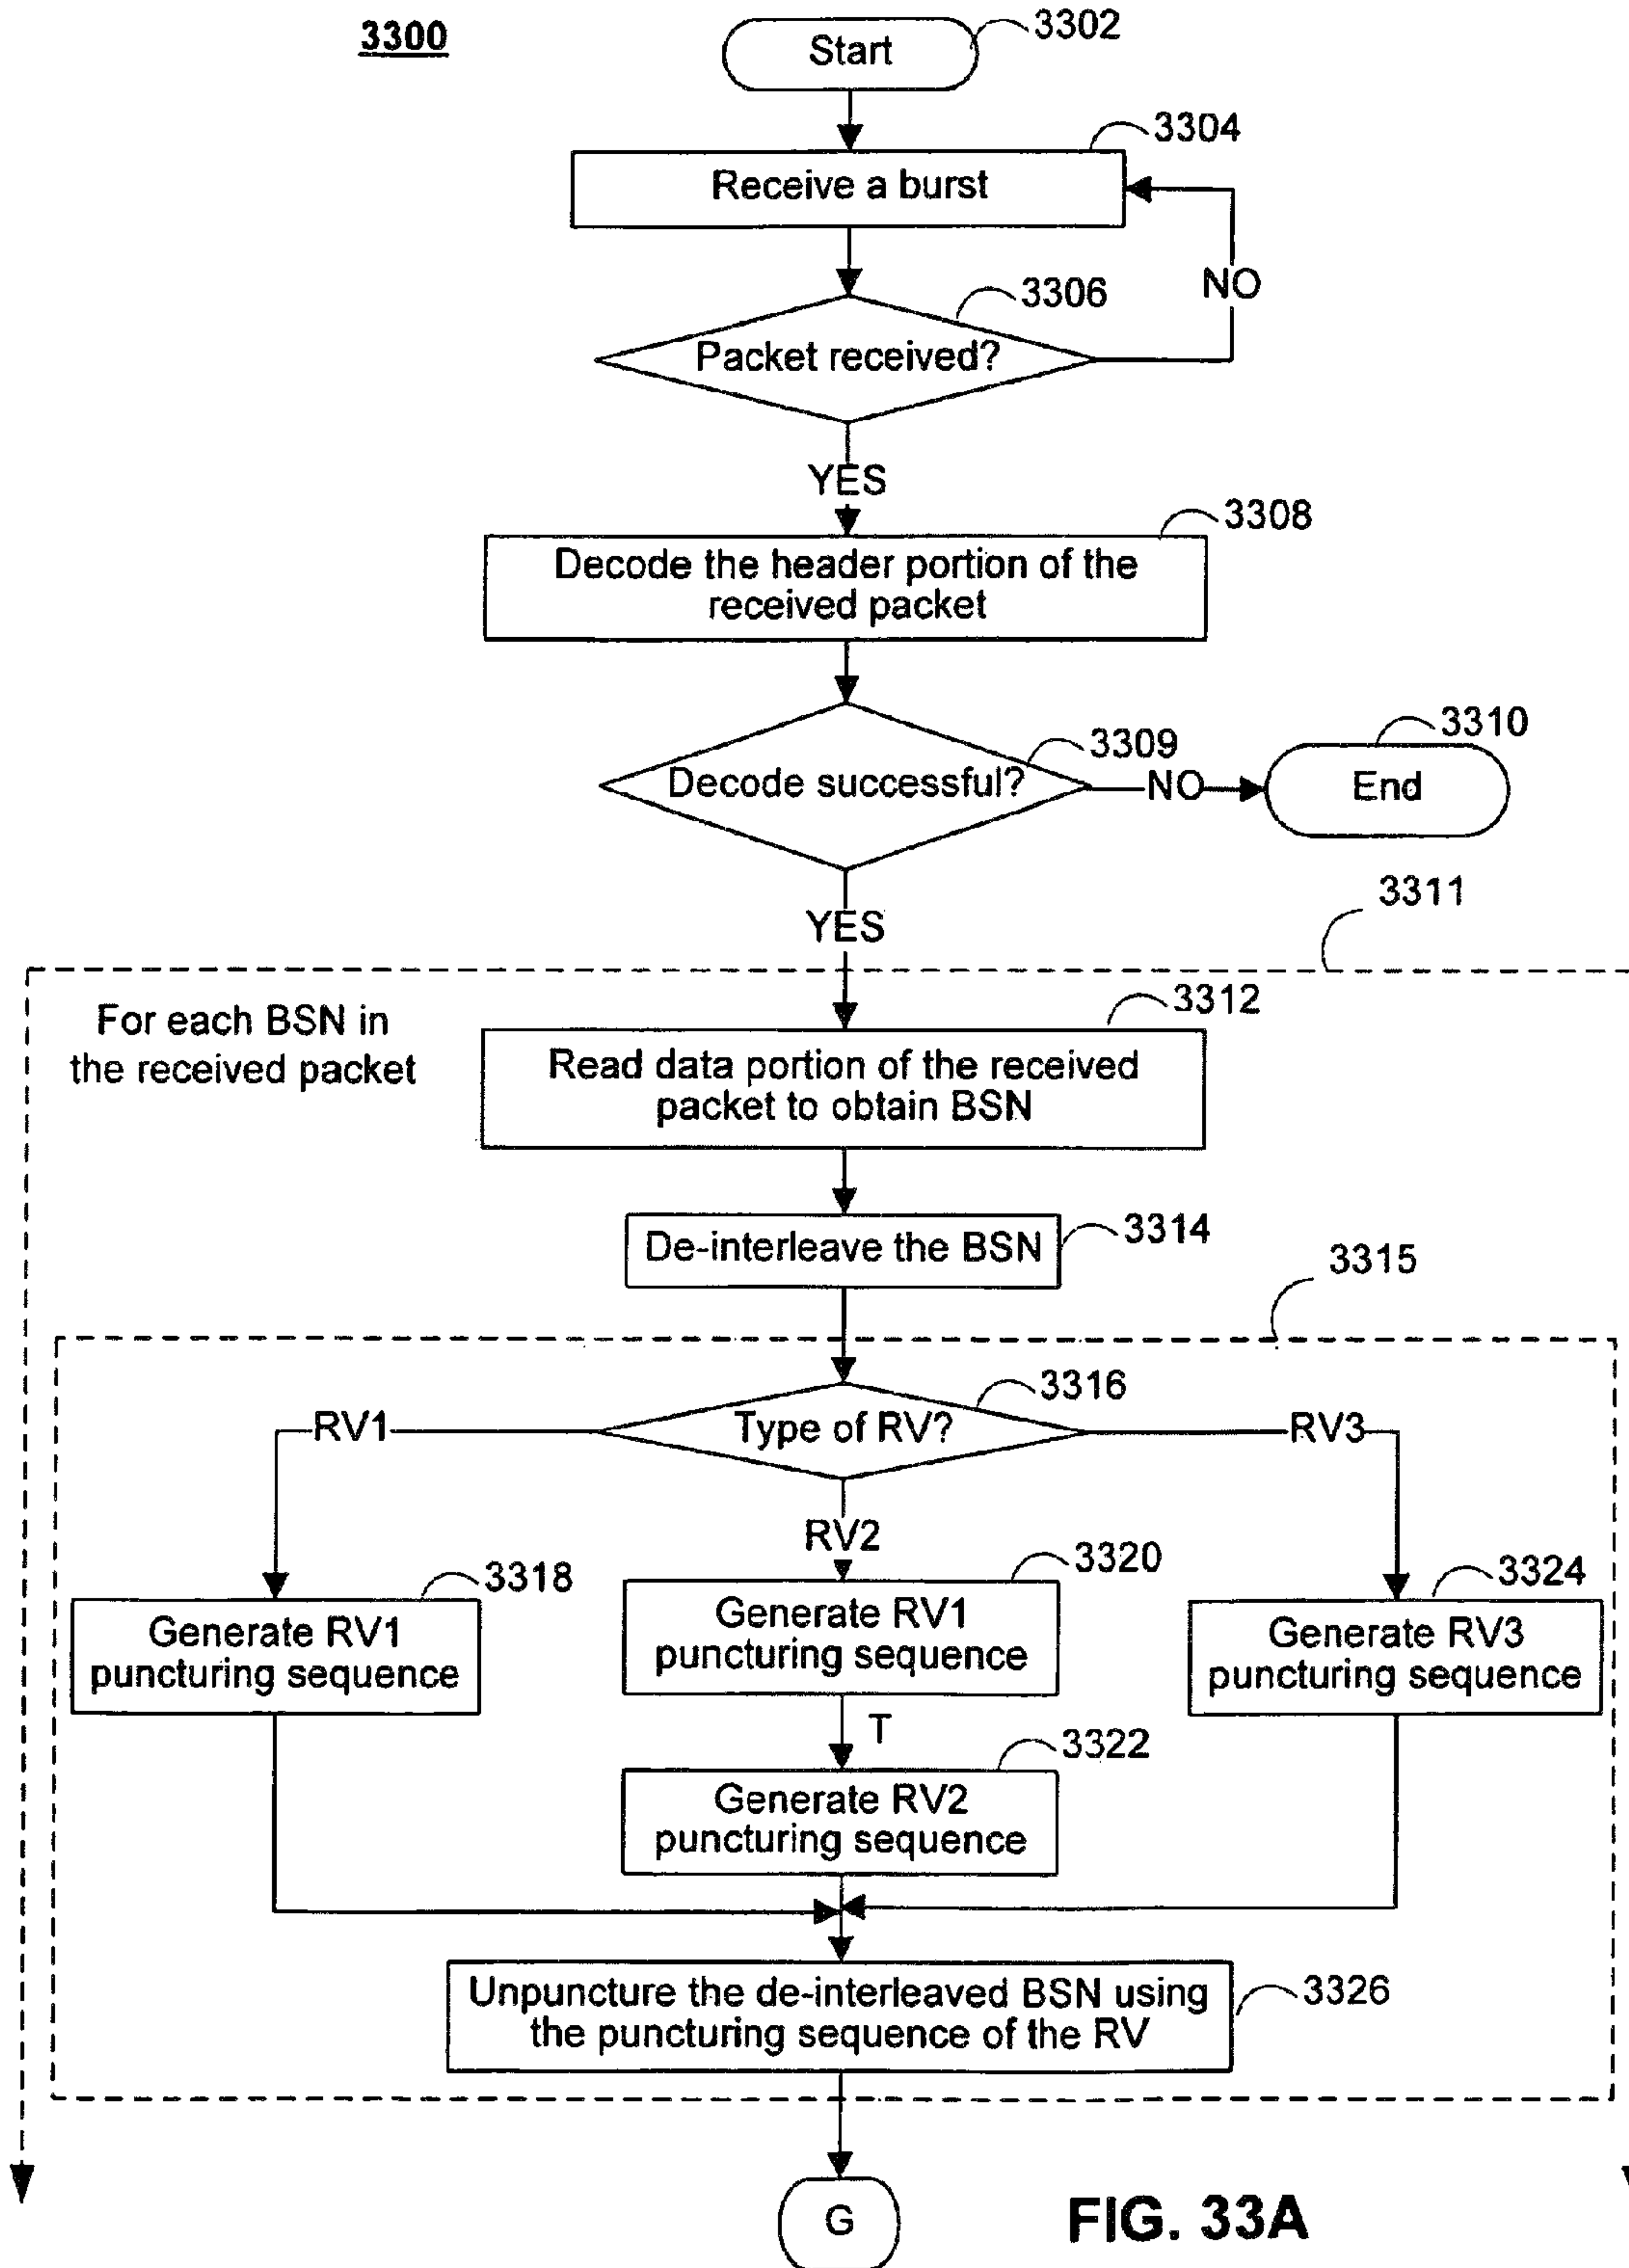 3300
Start
3302
3304
Receive a burst
3306
NO
Packet received?
YES
3308
Decode the header portion of the
received packet
3309
3310
Decode successful?
NO
End
YES
3311
For each BSN in
the received packet
3312
Read data portion of the received
packet to obtain BSN
De-interleave the BSN
3314
3315
3316
RV1
Type of RV?
RV3
RV2
3318
3320
3324
Generate RV1
puncturing sequence
Generate RV1
puncturing sequence
Generate RV3
puncturing sequence
T
3322
Generate RV2
puncturing sequence
Unpuncture the de-interleaved BSN using
the puncturing sequence of the RV
3326
G
FIG. 33A